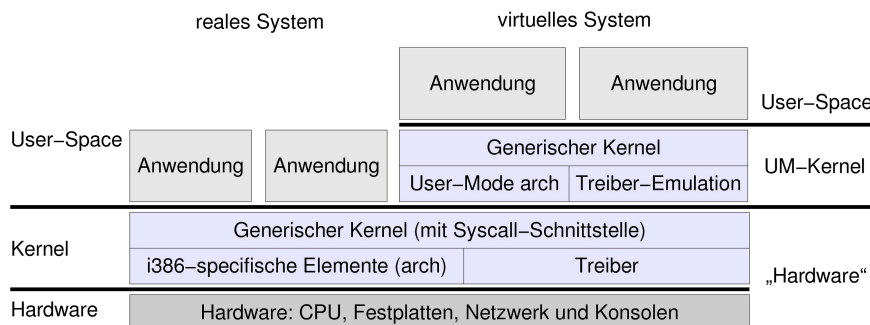 reales System
virtuelles System
Anwendung
Anwendung
User–Space
User–Space
Anwendung
Anwendung
Generischer Kernel
User–Mode arch
Treiber–Emulation
UM–Kernel
Kernel
Generischer Kernel (mit Syscall–Schnittstelle)
i386–specifische Elemente (arch)
Treiber
„Hardware“
Hardware
Hardware: CPU, Festplatten, Netzwerk und Konsolen